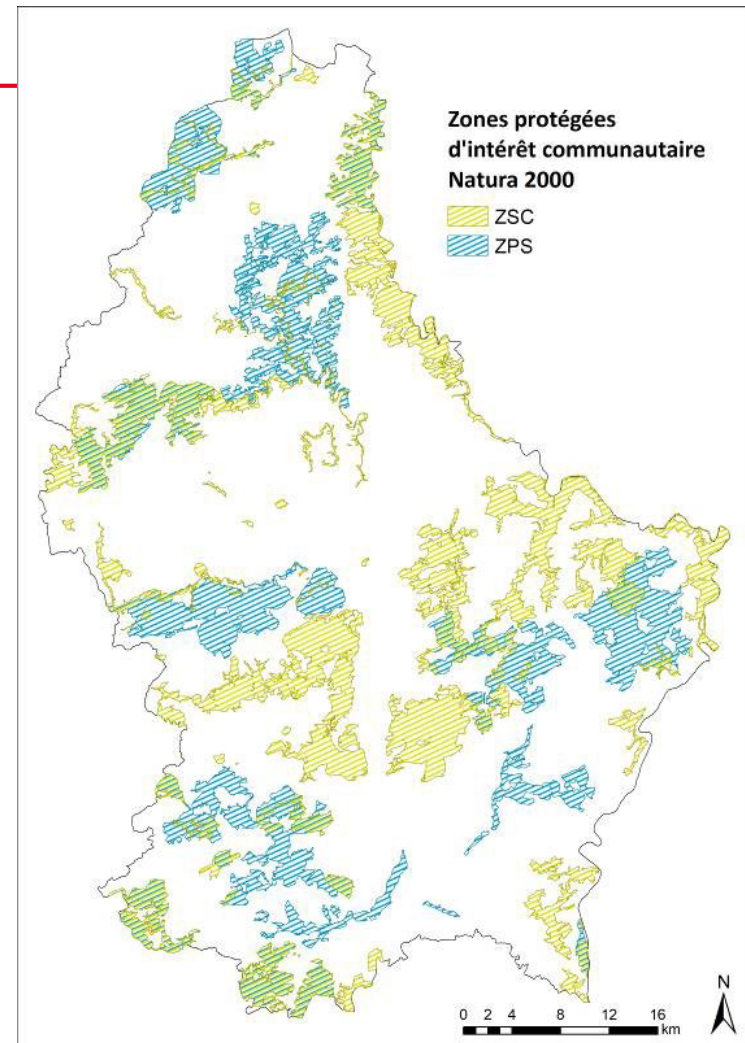 Zones protégées
d'intérêt communautaire
Natura 2000
ZSC
ZPS
N
0 2 4 8 12 16
km